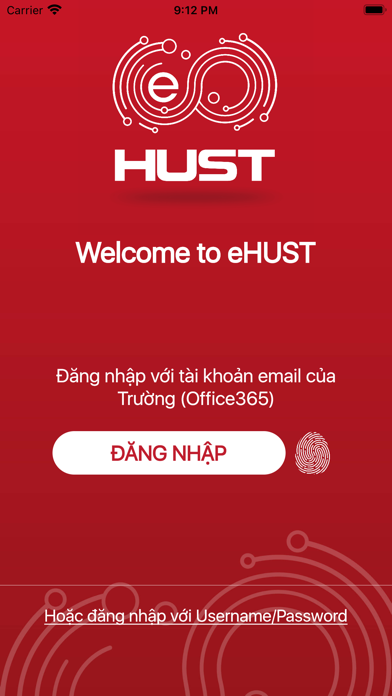 Carrier 9:12 PM
e
HUST
Welcome to eHUST
Đăng nhập với tài khoản email của
Trường (Office365)
ĐĂNG NHẬP
Hoặc đăng nhập với Username/Password